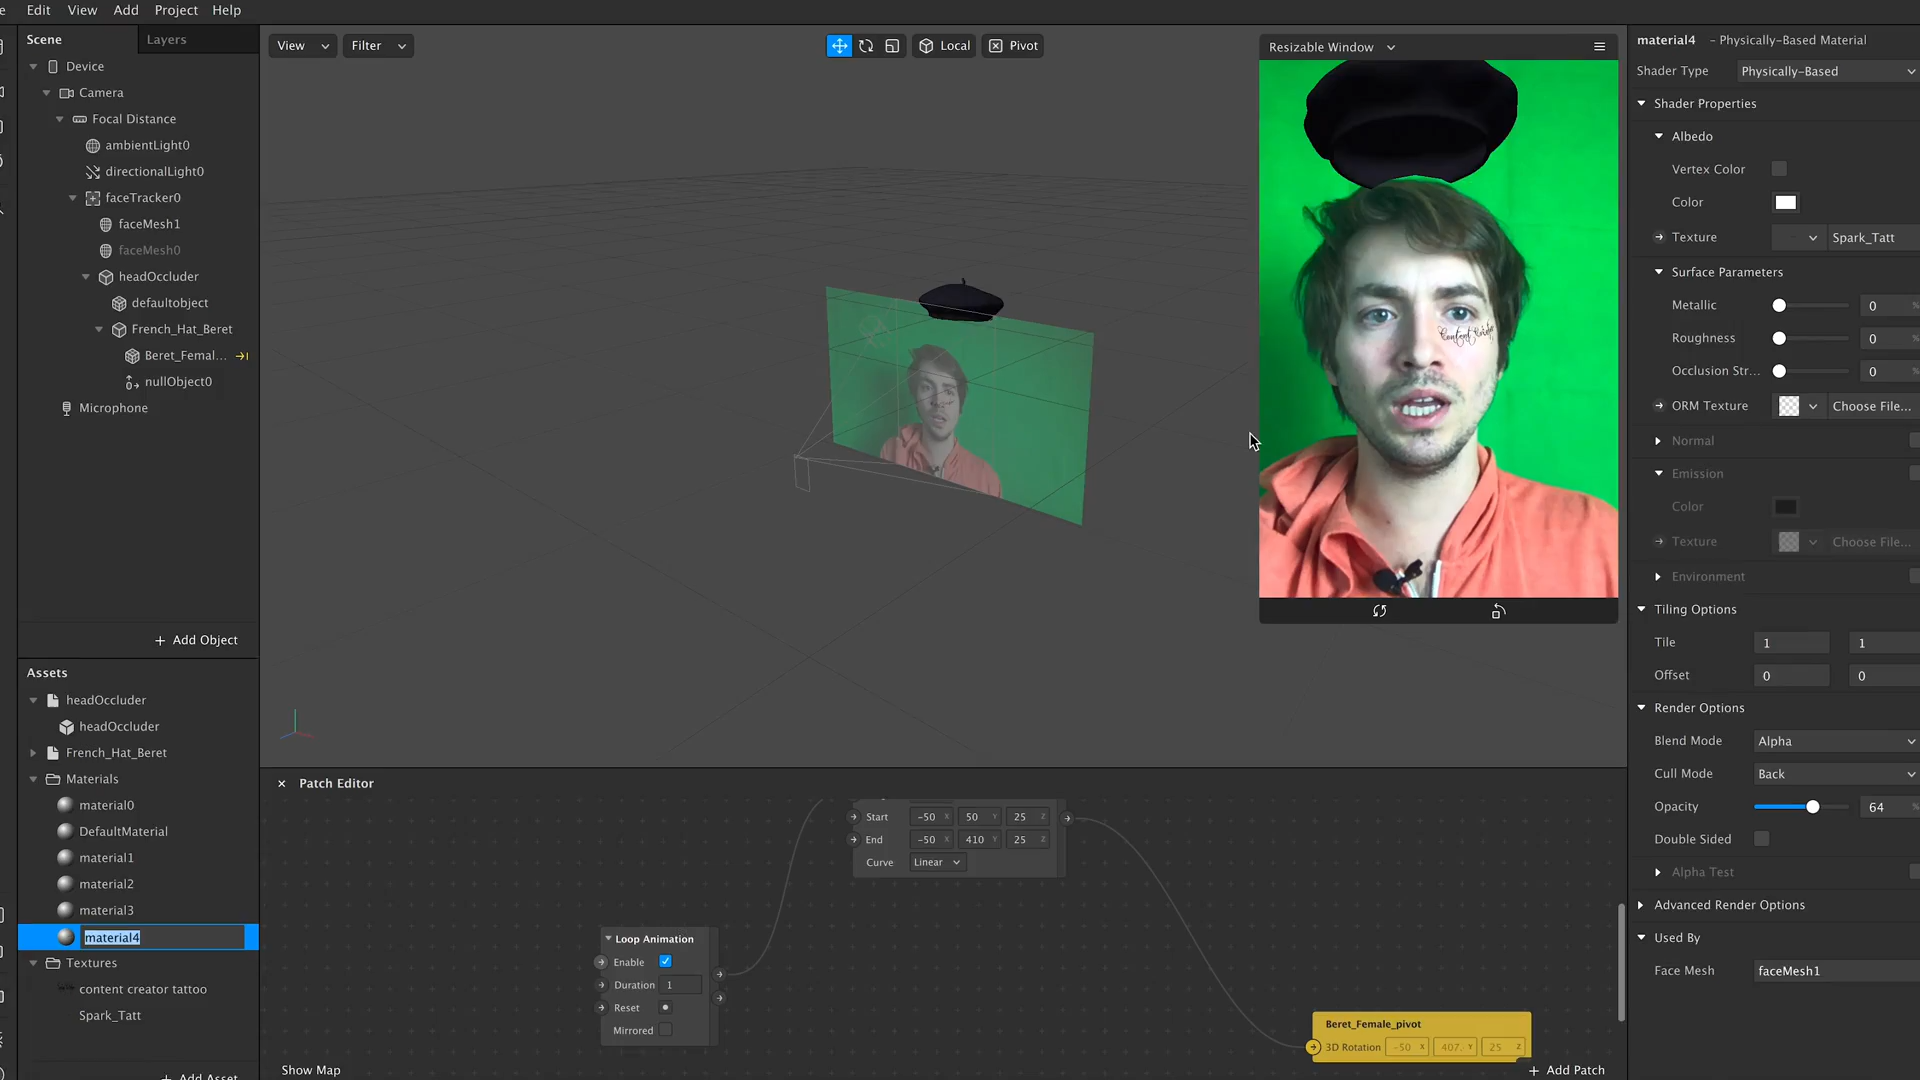 Edit View Add Project Help
Scene Layers
Device
Camera
Focal Distance
ambientLight0
directionalLight0
faceTracker0
faceMesh1
faceMesh0
headOccluder
defaultobject
French_Hat_Beret
Beret_Femal...
nullObject0
Microphone
+ Add Object
Assets
headOccluder
headOccluder
French_Hat_Beret
Materials
material0
DefaultMaterial
material1
material2
material3
material4
Textures
content creator tattoo
Spark_Tatt
+ Add Asset
View Filter
Local Pivot
Resizable Window
Patch Editor
Start -50 X 50 Y 25 Z
End -50 X 410 Y 25 Z
Curve: Linear
Loop Animation
Enable
Duration 1
Reset
Mirrored
Beret_Female_pivot
3D Rotation -50 X 407. Y 25 Z
Show Map
+ Add Patch
material4 - Physically-Based Material
Shader Type Physically-Based
Shader Properties
Albedo
Vertex Color
Color
Texture Spark_Tatt
Surface Parameters
Metallic 0 %
Roughness 0 %
Occlusion Str... 0 %
ORM Texture Choose File...
Normal
Emission
Color
Texture Choose File...
Environment
Tiling Options
Tile 1 1
Offset 0 0
Render Options
Blend Mode Alpha
Cull Mode Back
Opacity 64 %
Double Sided
Alpha Test
Advanced Render Options
Used By
Face Mesh faceMesh1